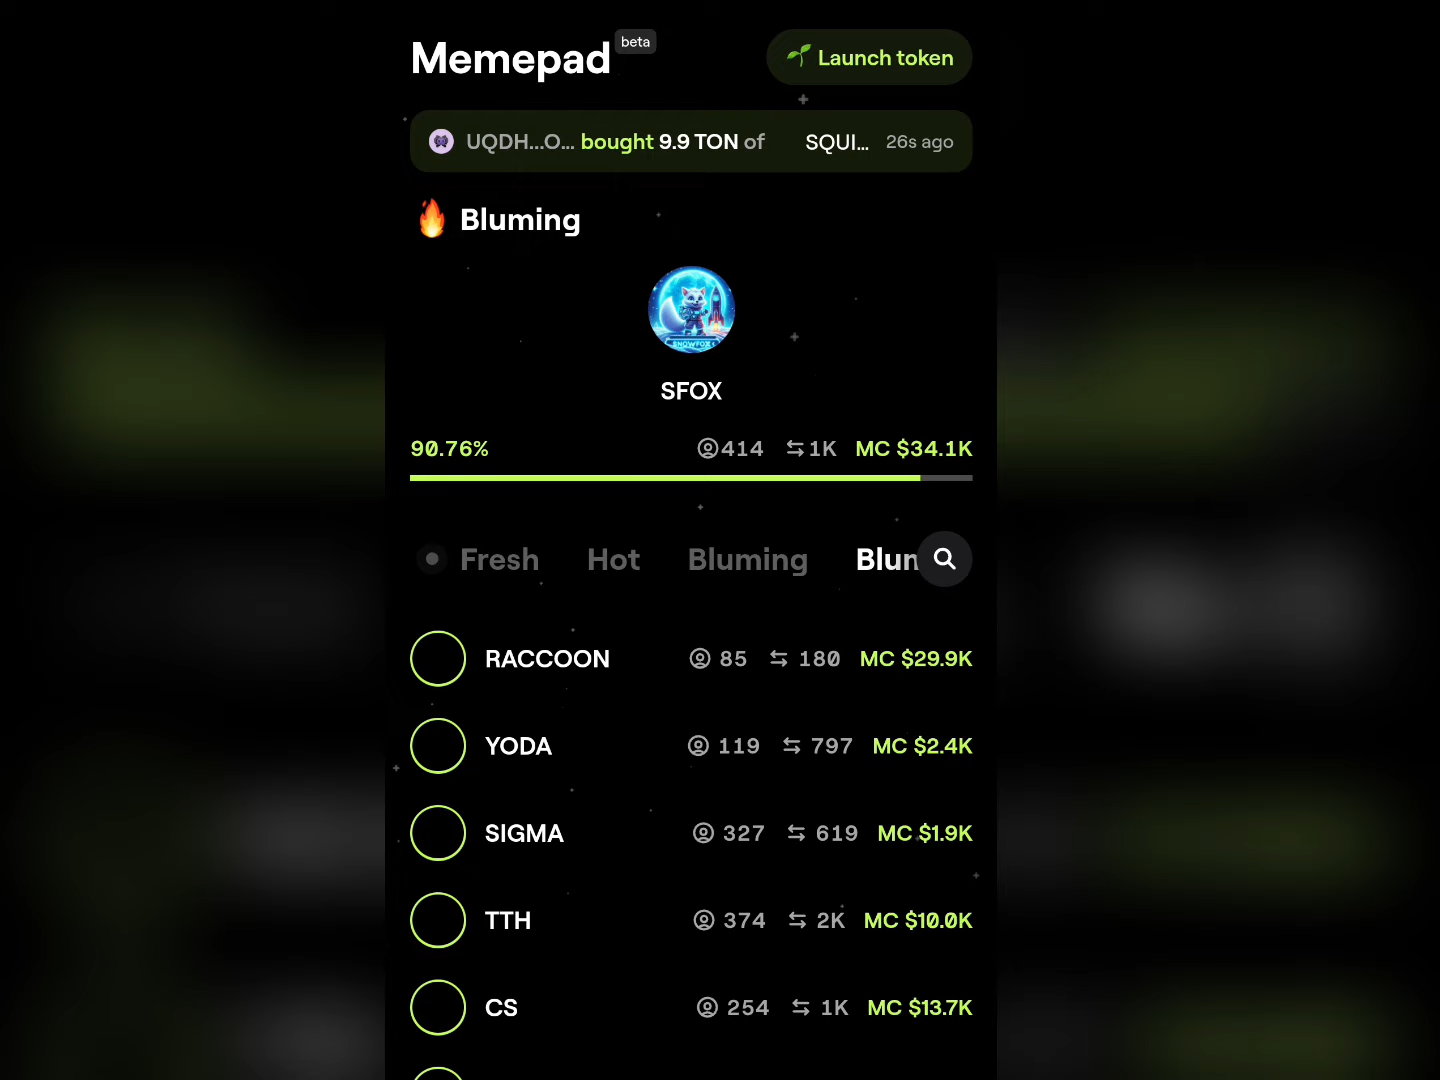 Memepad beta
Launch token
UQDH...O... bought 9.9 TON of SQUI... 26s ago
Bluming
SNOWFOX
SFOX
90.76% 414 1K MC $34.1K
Fresh Hot Bluming Blun
RACCOON 85 180 MC $29.9K
YODA 119 797 MC $2.4K
SIGMA 327 619 MC $1.9K
TTH 374 2K MC $10.0K
CS 254 1K MC $13.7K